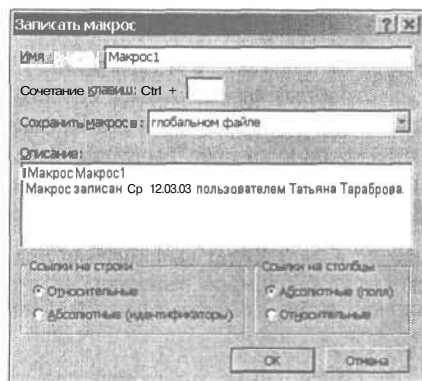 Записать макрос
Имя
Макрос1
Сочетание клавиш: Ctrl +
Сохранить макрос в: глобальном файле
Описание:
Макрос Макрос1
Макрос записан Ср 12.03.03 пользователем Татьяна Тараброва.
Ссылки на строки
Ссылки на столбцы
Относительные
Абсолютные (поля)
Абсолютные (идентификаторы)
Относительные
ОК
Отмена